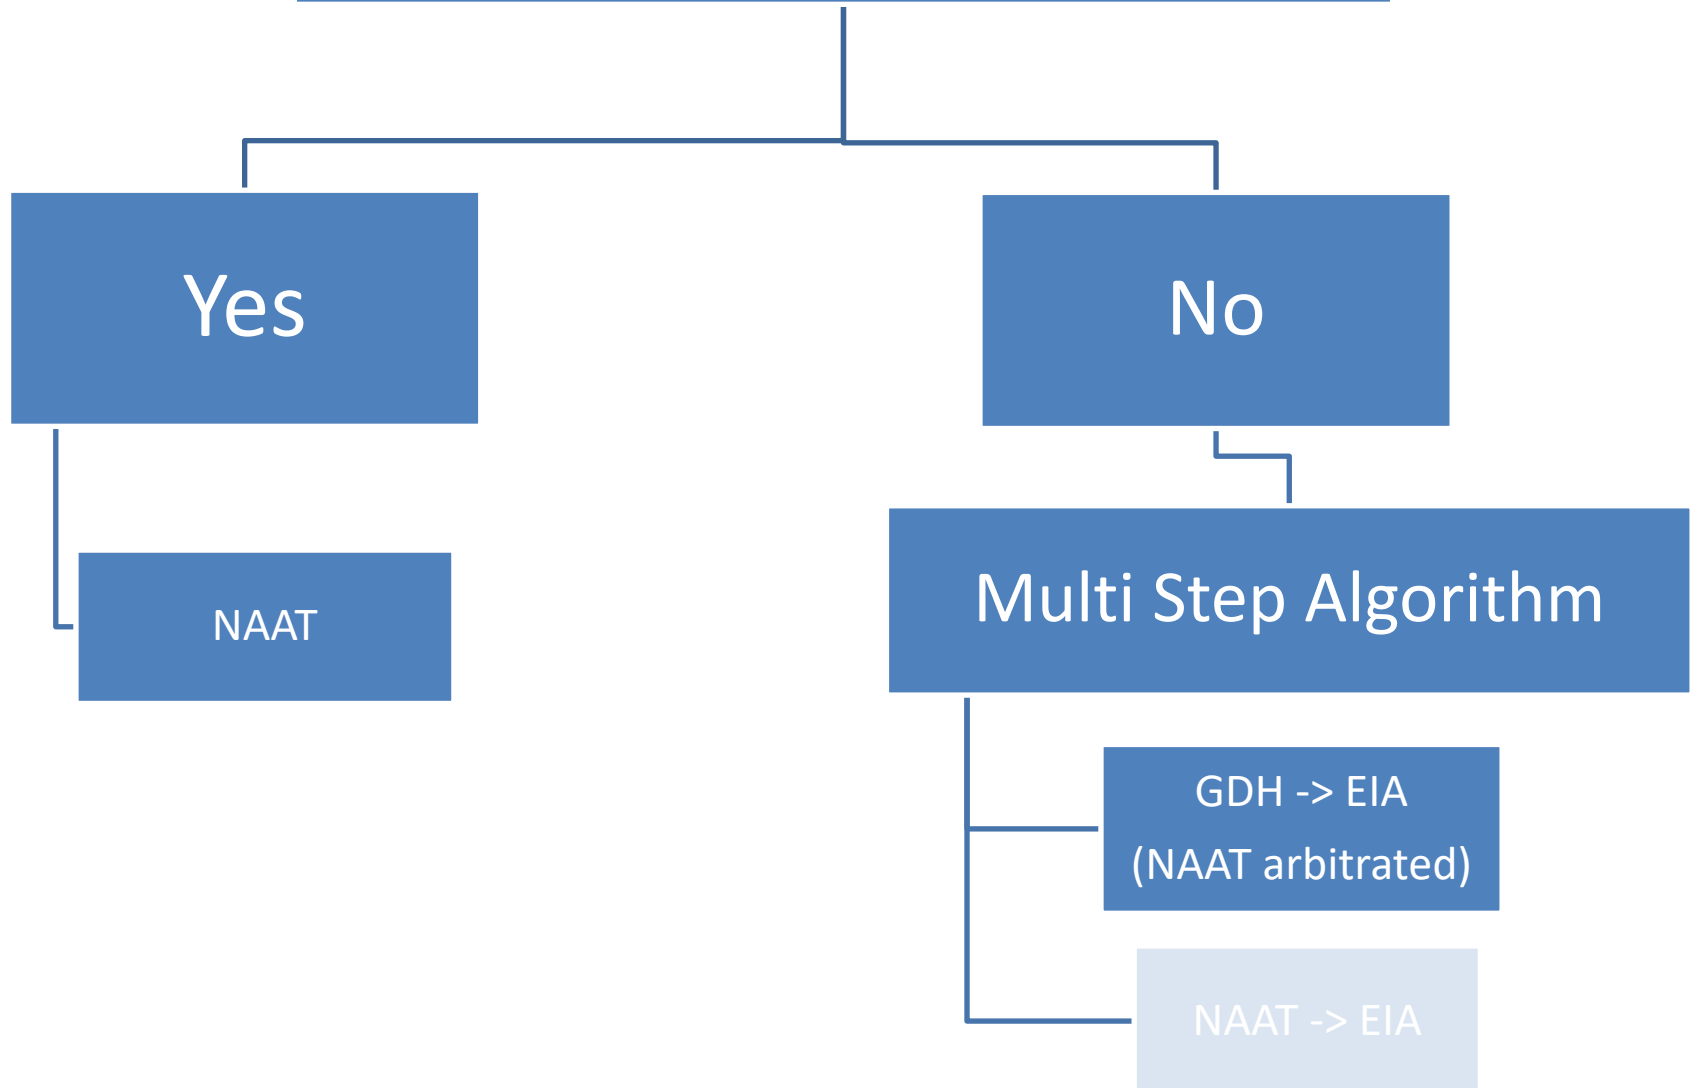 Yes
No
NAAT
Multi Step Algorithm
GDH -> EIA
(NAAT arbitrated)
NAAT -> EIA